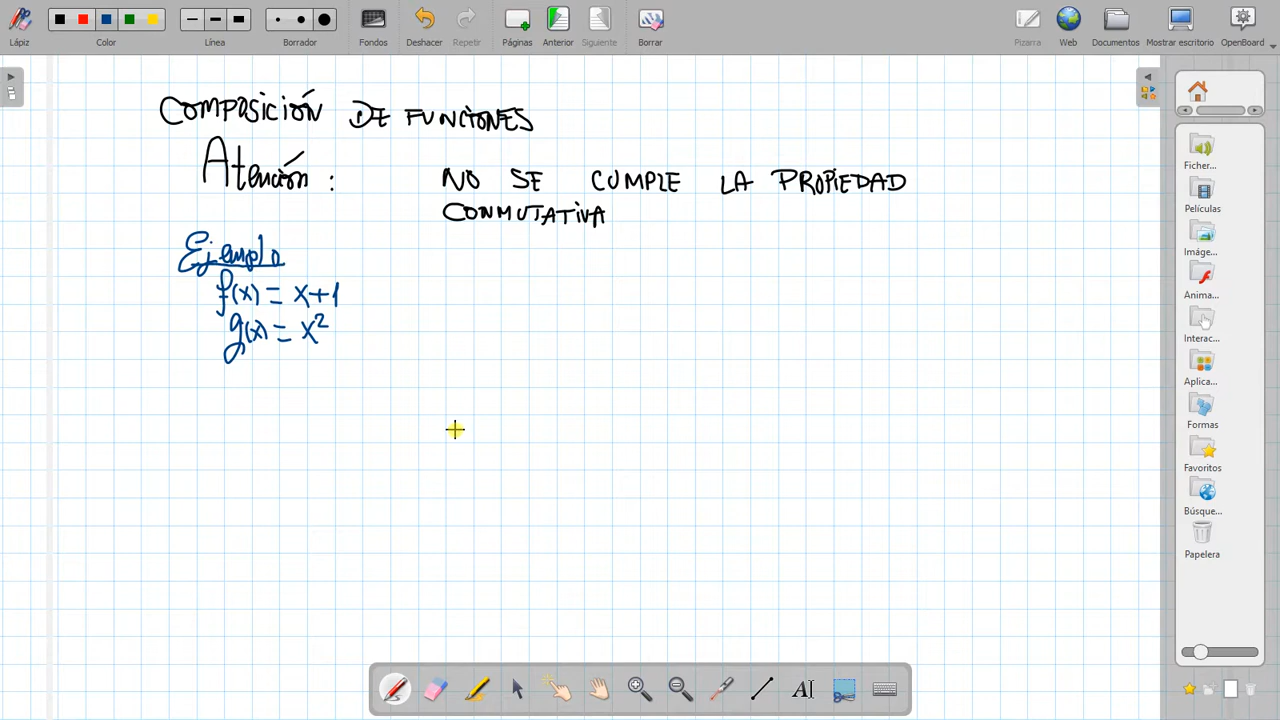 Lápiz
Color
Línea
Borrador
Fondos
Deshacer
Repetir
Páginas
Anterior
Siguiente
Borrar
Pizarra
Web
Documentos
Mostrar escritorio
OpenBoard
COMPOSICIÓN DE FUNCIONES
Atención : NO SE CUMPLE LA PROPIEDAD
CONMUTATIVA
Ejemplo
f(x) = x+1
g(x) = x²
Ficher...
Películas
Imáge...
Anima...
Interac...
Aplica...
Formas
Favoritos
Búsque...
Papelera